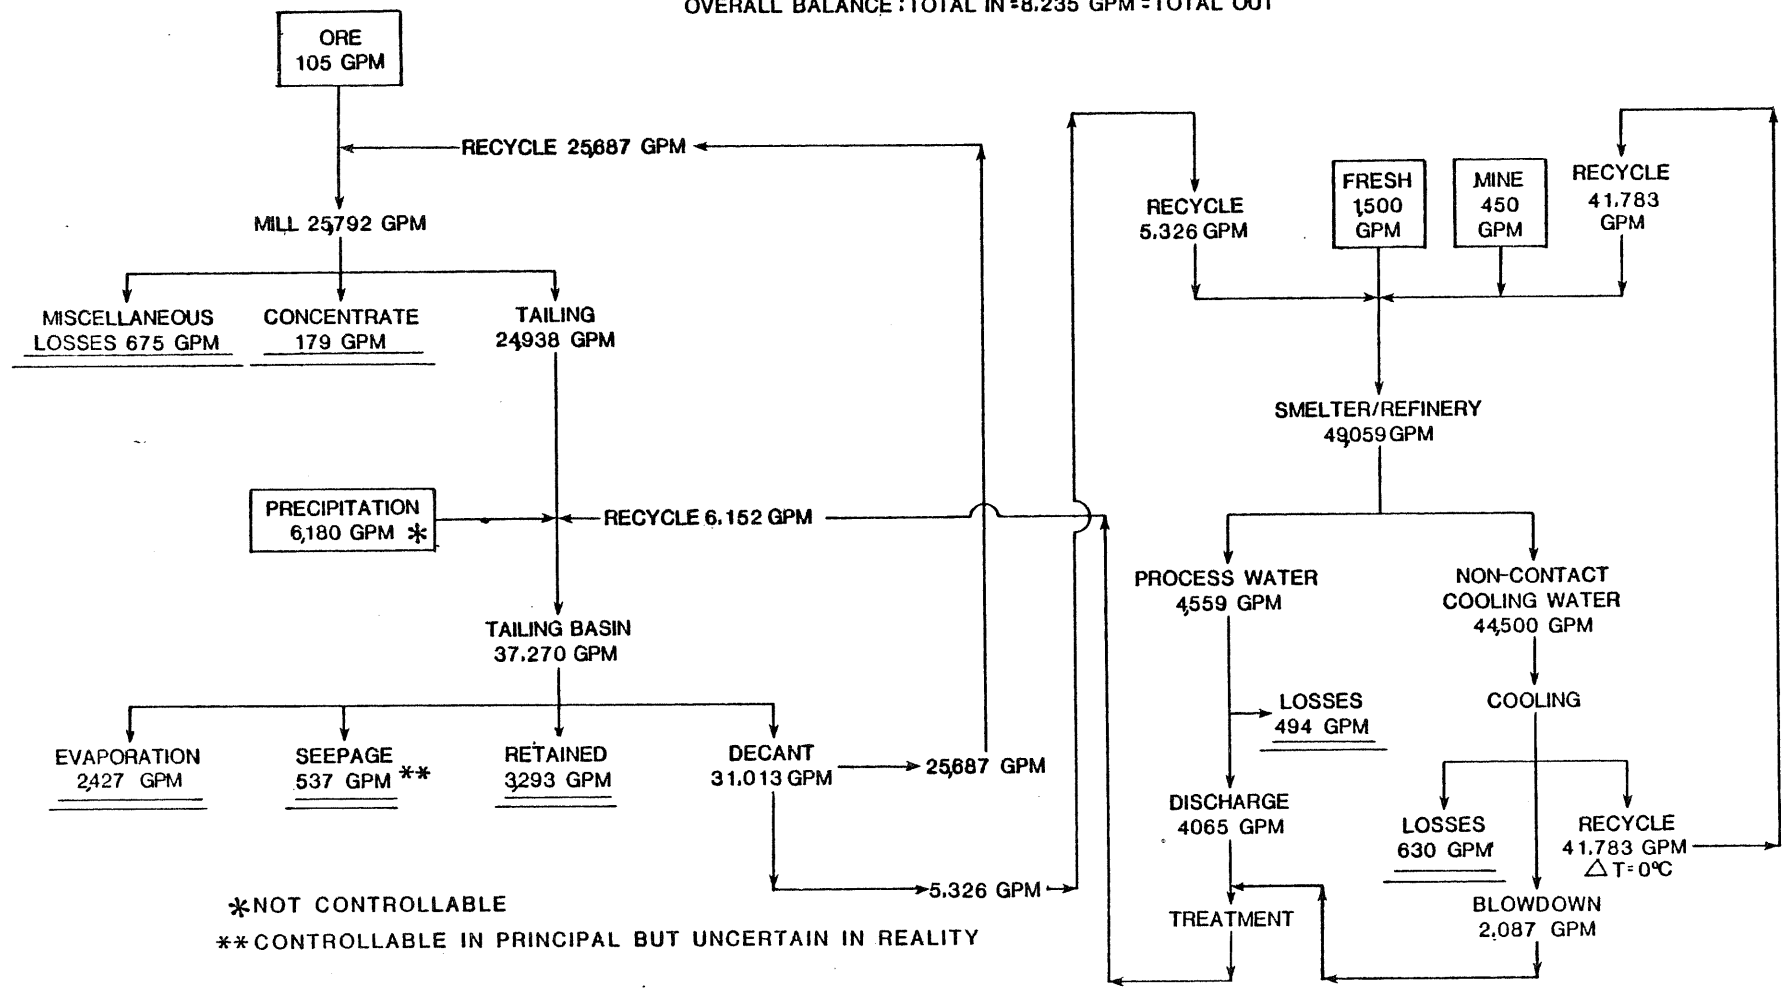 OVERALL BALANCE : TOTAL IN = 8,235 GPM = TOTAL OUT
ORE
105 GPM
RECYCLE 25,687 GPM
MILL 25,792 GPM
MISCELLANEOUS
LOSSES 675 GPM
CONCENTRATE
179 GPM
TAILING
24,938 GPM
PRECIPITATION
6,180 GPM *
RECYCLE 6.152 GPM
TAILING BASIN
37.270 GPM
EVAPORATION
2,427 GPM
SEEPAGE
537 GPM **
RETAINED
3,293 GPM
DECANT
31.013 GPM
25,687 GPM
5.326 GPM
RECYCLE
5.326 GPM
FRESH
1,500
GPM
MINE
450
GPM
RECYCLE
41.783
GPM
SMELTER/REFINERY
49,059 GPM
PROCESS WATER
4,559 GPM
NON-CONTACT
COOLING WATER
44,500 GPM
LOSSES
494 GPM
COOLING
DISCHARGE
4065 GPM
LOSSES
630 GPM
RECYCLE
41.783 GPM
△ T=0°C
TREATMENT
BLOWDOWN
2.087 GPM
* NOT CONTROLLABLE
** CONTROLLABLE IN PRINCIPAL BUT UNCERTAIN IN REALITY